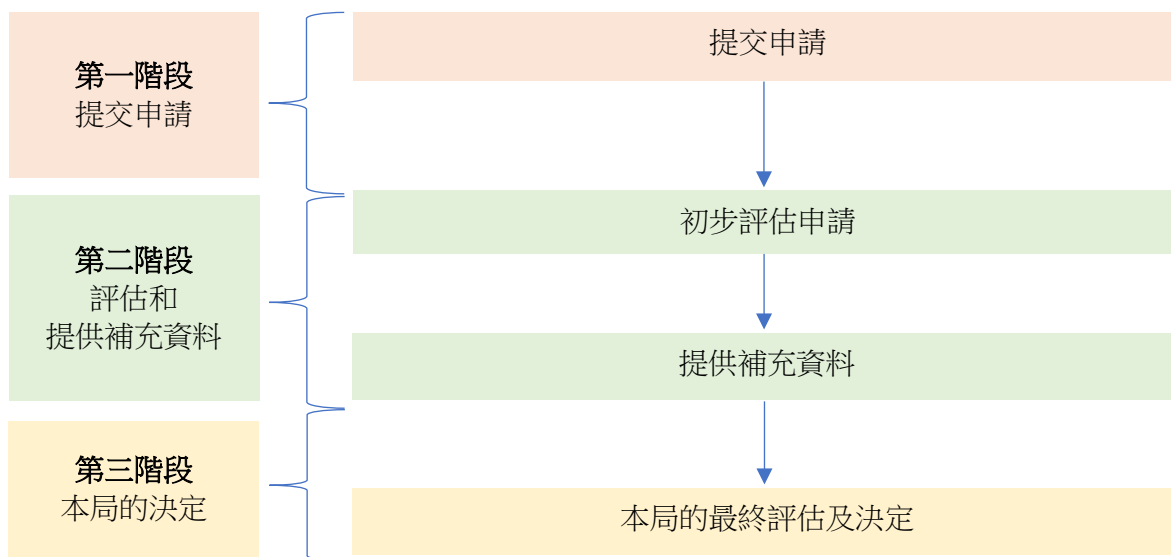 第一階段
提交申請
提交申請
第二階段
評估和
提供補充資料
初步評估申請
提供補充資料
第三階段
本局的決定
本局的最終評估及決定